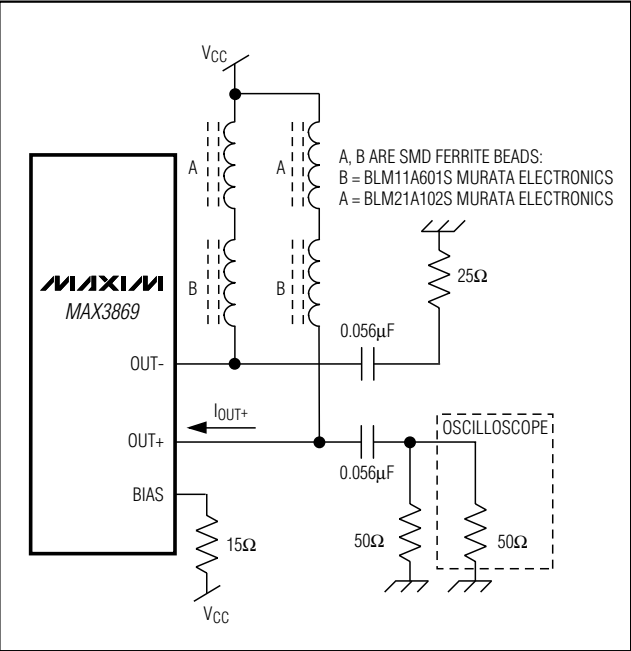 VCC
A, B ARE SMD FERRITE BEADS:
B = BLM11A601S MURATA ELECTRONICS
A = BLM21A102S MURATA ELECTRONICS
A
A
MAXIM
MAX3869
B
B
25Ω
0.056μF
OUT-
IOUT+
OSCILLOSCOPE
OUT+
0.056μF
BIAS
15Ω
50Ω
50Ω
VCC